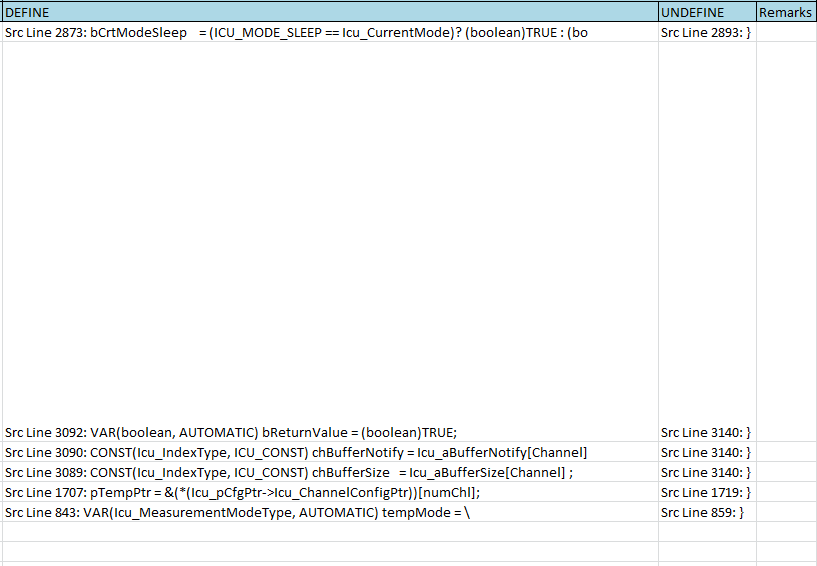 DEFINE UNDEFINE Remarks
Src Line 2873: bCrtModeSleep = (ICU_MODE_SLEEP == Icu_CurrentMode)? (boolean)TRUE : (bo Src Line 2893: }
Src Line 3092: VAR(boolean, AUTOMATIC) bReturnValue = (boolean)TRUE; Src Line 3140: }
Src Line 3090: CONST(Icu_IndexType, ICU_CONST) chBufferNotify = Icu_aBufferNotify[Channel] Src Line 3140: }
Src Line 3089: CONST(Icu_IndexType, ICU_CONST) chBufferSize = Icu_aBufferSize[Channel] ; Src Line 3140: }
Src Line 1707: pTempPtr = &(*(Icu_pCfgPtr->Icu_ChannelConfigPtr))[numChl]; Src Line 1719: }
Src Line 843: VAR(Icu_MeasurementModeType, AUTOMATIC) tempMode = \ Src Line 859: }